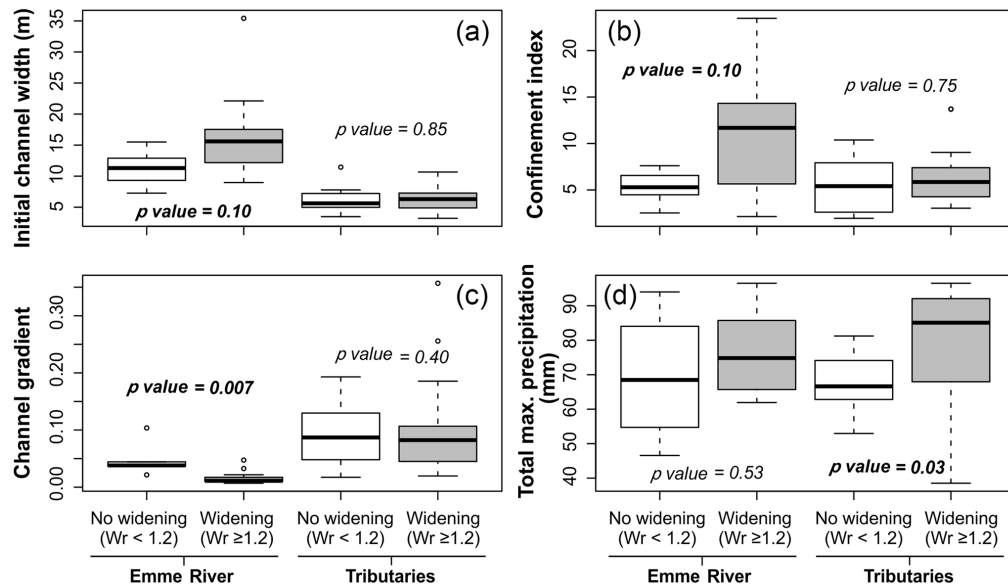 Initial channel width (m)
35
30
25
20
15
10
5
(a)
p value = 0.10
p value = 0.85
Confinement index
20
15
10
5
(b)
p value = 0.10
p value = 0.75
Channel gradient
0.30
0.20
0.10
0.00
(c)
p value = 0.007
p value = 0.40
Total max. precipitation
(mm)
90
80
70
60
50
40
(d)
p value = 0.53
p value = 0.03
No widening
(Wr < 1.2)
Widening
(Wr ≥1.2)
No widening
(Wr < 1.2)
Widening
(Wr ≥1.2)
Emme River
Tributaries
No widening
(Wr < 1.2)
Widening
(Wr ≥1.2)
No widening
(Wr < 1.2)
Widening
(Wr ≥1.2)
Emme River
Tributaries